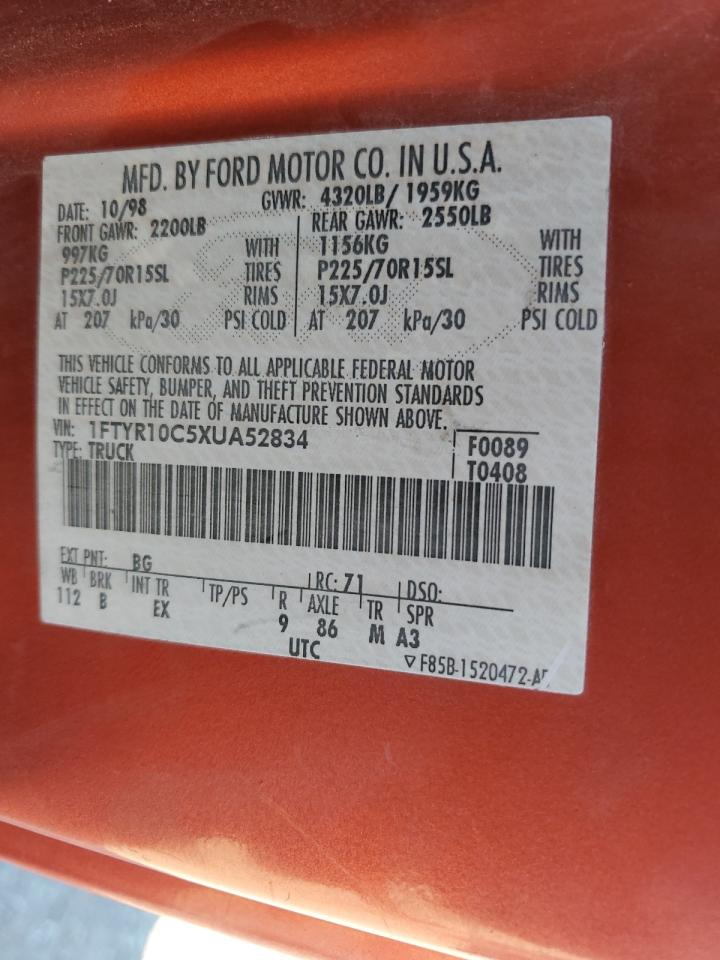 MFD. BY FORD MOTOR CO. IN U.S.A.
DATE: 10/98 GVWR: 4320LB/ 1959KG
FRONT GAWR: 2200LB REAR GAWR: 2550LB
997KG WITH 1156KG WITH
P225/70R15SL TIRES P225/70R15SL TIRES
15X7.0J RIMS 15X7.0J RIMS
AT 207 kPa/30 PSI COLD AT 207 kPa/30 PSI COLD
THIS VEHICLE CONFORMS TO ALL APPLICABLE FEDERAL MOTOR
VEHICLE SAFETY, BUMPER, AND THEFT PREVENTION STANDARDS
IN EFFECT ON THE DATE OF MANUFACTURE SHOWN ABOVE.
VIN: 1FTYR10C5XUA52834 F0089
TYPE: TRUCK T0408
EXT PNT: BG RC: 71 DSO:
WB BRK INT TR TP/PS R AXLE TR SPR
112 B EX 9 86 M A3
UTC
▽ F85B-1520472-